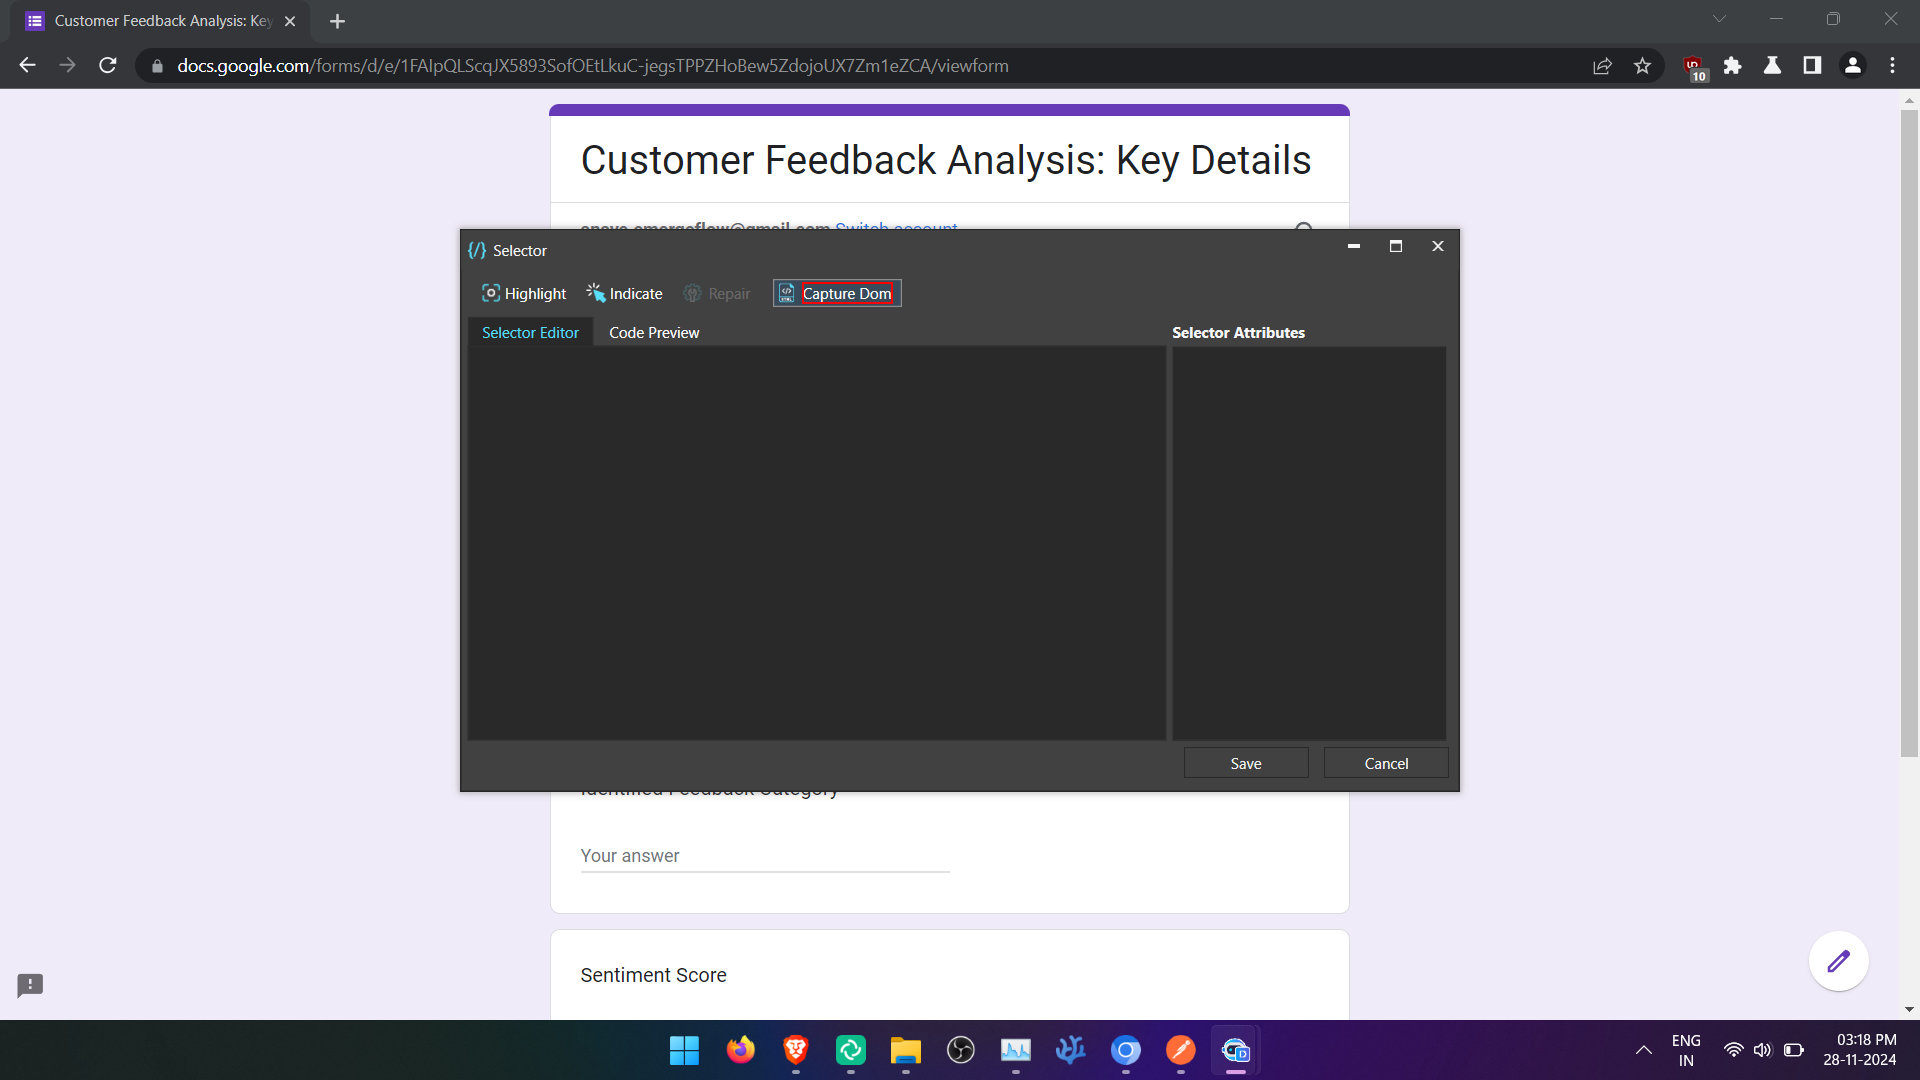 Customer Feedback Analysis: Key
docs.google.com/forms/d/e/1FAIpQLScqJX5893SofOEtLkuC-jegsTPPZHoBew5ZdojoUX7Zm1eZCA/viewform
10
Customer Feedback Analysis: Key Details
Switch account
Selector
Highlight
Indicate
Repair
Capture Dom
Selector Editor
Code Preview
Selector Attributes
Save
Cancel
Identified Feedback Category
Your answer
Sentiment Score
ENG
IN
03:18 PM
28-11-2024